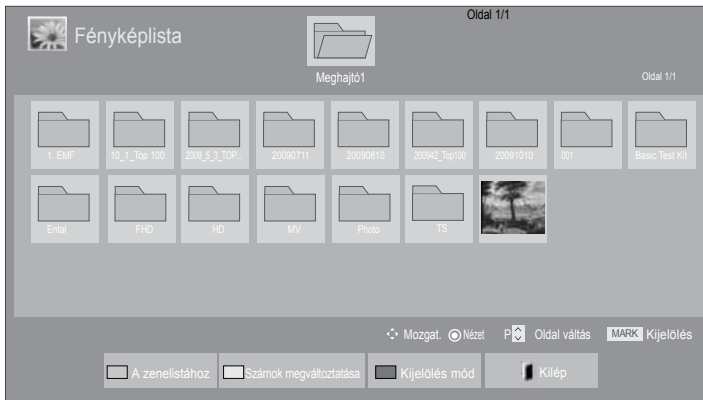 Oldal 1/1
Fényképlista
Meghajtó1
Oldal 1/1
1. EMF
10_1_Top 100
2009_5_3_TOP...
20090711
20090810
200942_Top100
20091010
001
Basic Test Kit
Ental
FHD
HD
MV
Photo
TS
Mozgat. Nézet P Oldal váltás MARK Kijelölés
A zenelistához Számok megváltoztatása Kijelölés mód Kilép